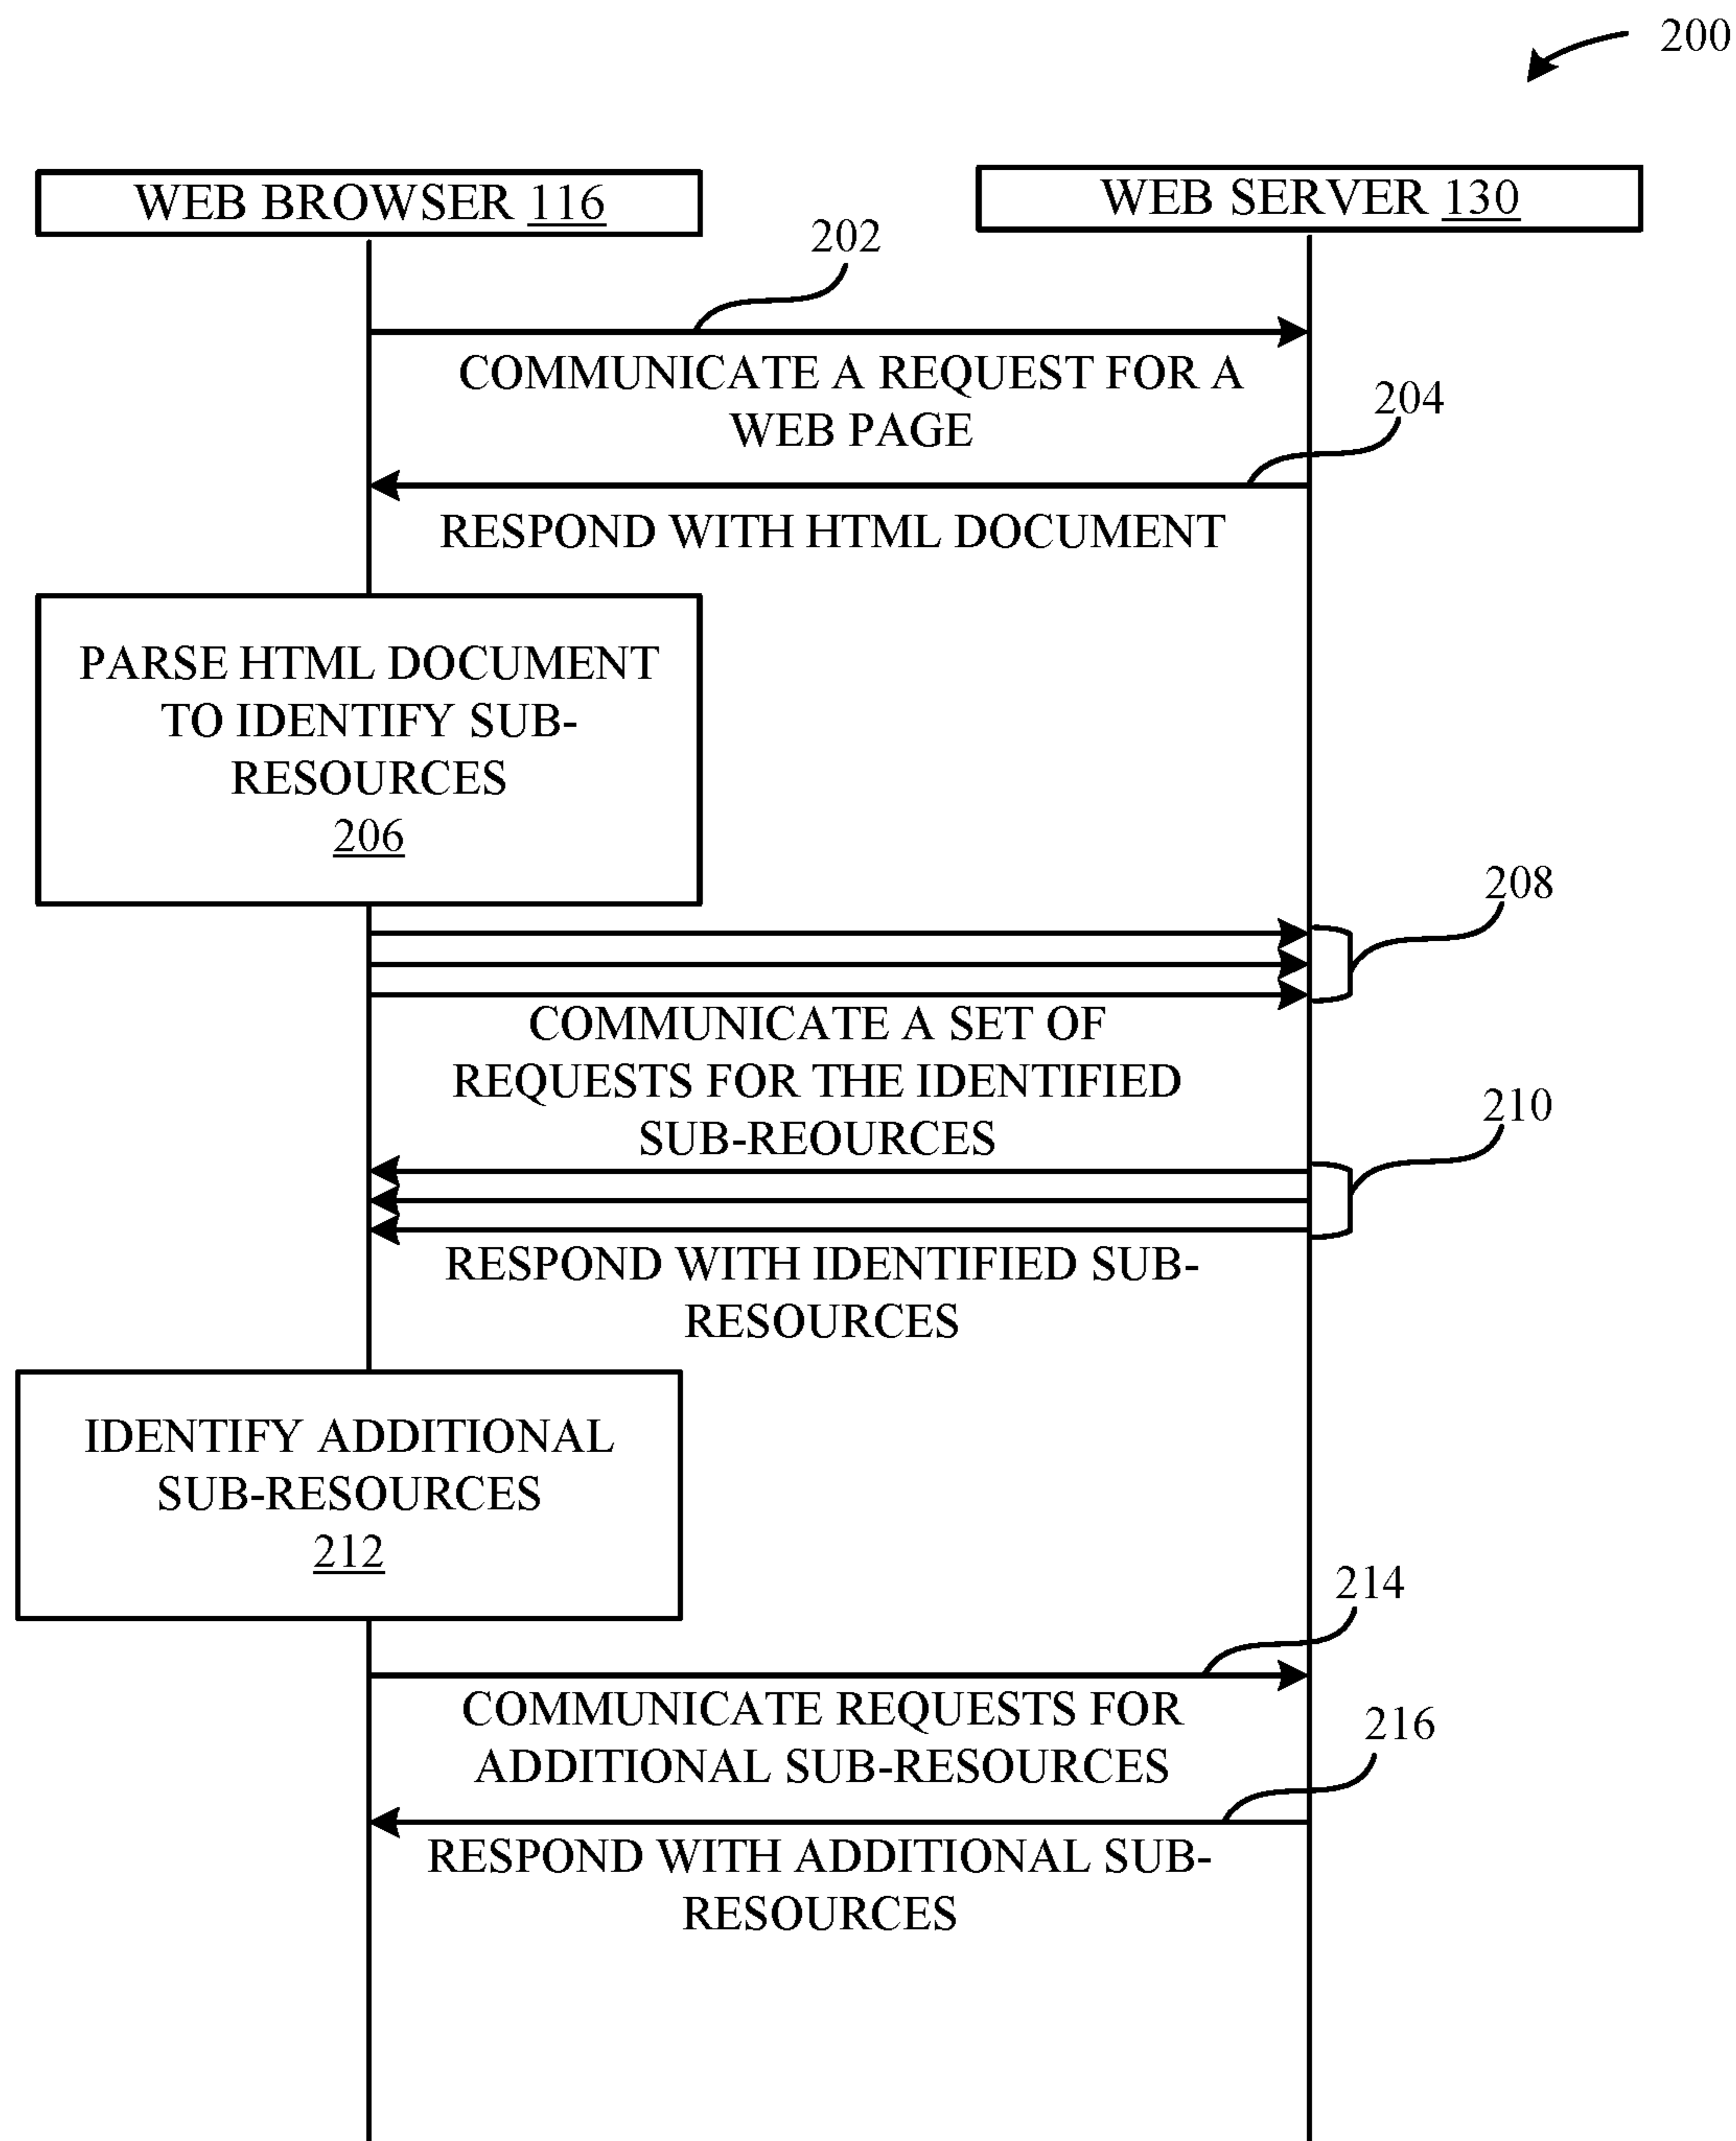 200
WEB BROWSER 116
WEB SERVER 130
202
COMMUNICATE A REQUEST FOR A
WEB PAGE
204
RESPOND WITH HTML DOCUMENT
PARSE HTML DOCUMENT
TO IDENTIFY SUB-
RESOURCES
206
208
COMMUNICATE A SET OF
REQUESTS FOR THE IDENTIFIED
SUB-REOURCES
210
RESPOND WITH IDENTIFIED SUB-
RESOURCES
IDENTIFY ADDITIONAL
SUB-RESOURCES
212
214
COMMUNICATE REQUESTS FOR
ADDITIONAL SUB-RESOURCES
216
RESPOND WITH ADDITIONAL SUB-
RESOURCES